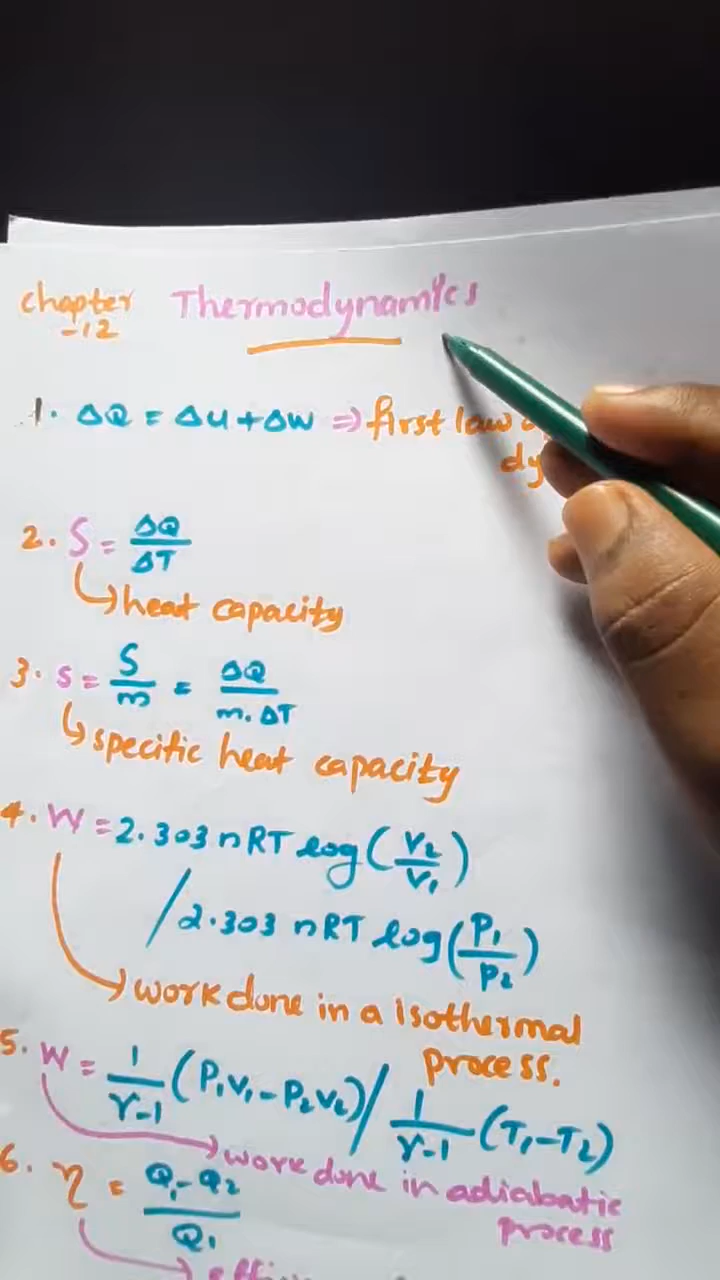 chapter -12 Thermodynamics
1. ΔQ = ΔU + ΔW ⇒ first law
2. S = ΔQ/ΔT
heat capacity
3. s = S/m = ΔQ/m.ΔT
specific heat capacity
4. W = 2.303 nRT log (V₂/V₁)
/ 2.303 nRT log (P₁/P₂)
work done in a isothermal
process.
5. W = 1/γ-1 (P₁V₁ - P₂V₂) / 1/γ-1 (T₁ - T₂)
work done in adiabatic
process
6. η = Q₁ - Q₂/Q₁